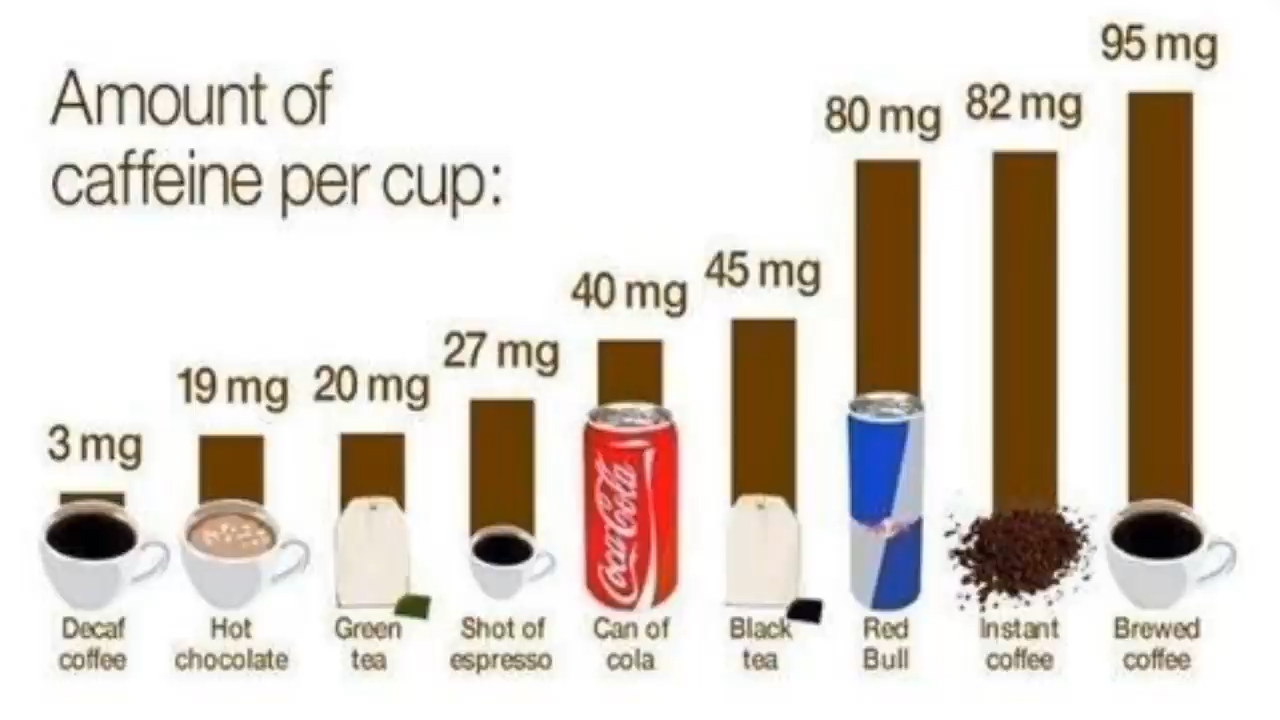 Amount of
caffeine per cup:
95 mg
80 mg
82 mg
40 mg
45 mg
27 mg
19 mg
20 mg
3 mg
Coca-Cola
Decaf
coffee
Hot
chocolate
Green
tea
Shot of
espresso
Can of
cola
Black
tea
Red
Bull
Instant
coffee
Brewed
coffee